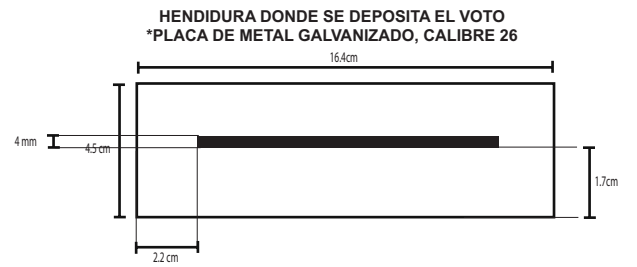 HENDIDURA DONDE SE DEPOSITA EL VOTO
*PLACA DE METAL GALVANIZADO, CALIBRE 26
16.4cm
4 mm
4.5 cm
1.7cm
2.2 cm